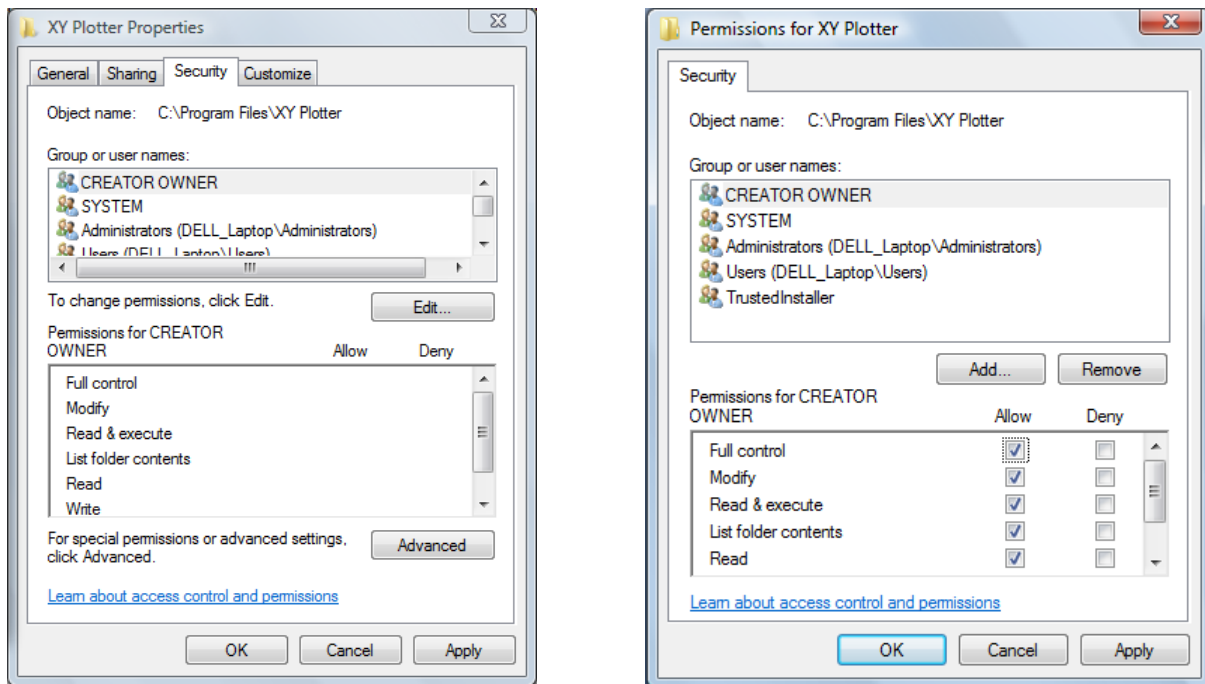 XY Plotter Properties
General Sharing Security Customize
Object name: C:\Program Files\XY Plotter
Group or user names:
CREATOR OWNER
SYSTEM
Administrators (DELL_Laptop\Administrators)
Users (DELL_Laptop\Users)
To change permissions, click Edit.
Edit...
Permissions for CREATOR
OWNER Allow Deny
Full control
Modify
Read & execute
List folder contents
Read
Write
For special permissions or advanced settings,
click Advanced.
Advanced
Learn about access control and permissions
OK Cancel Apply
Permissions for XY Plotter
Security
Object name: C:\Program Files\XY Plotter
Group or user names:
CREATOR OWNER
SYSTEM
Administrators (DELL_Laptop\Administrators)
Users (DELL_Laptop\Users)
TrustedInstaller
Add... Remove
Permissions for CREATOR
OWNER Allow Deny
Full control
Modify
Read & execute
List folder contents
Read
Learn about access control and permissions
OK Cancel Apply